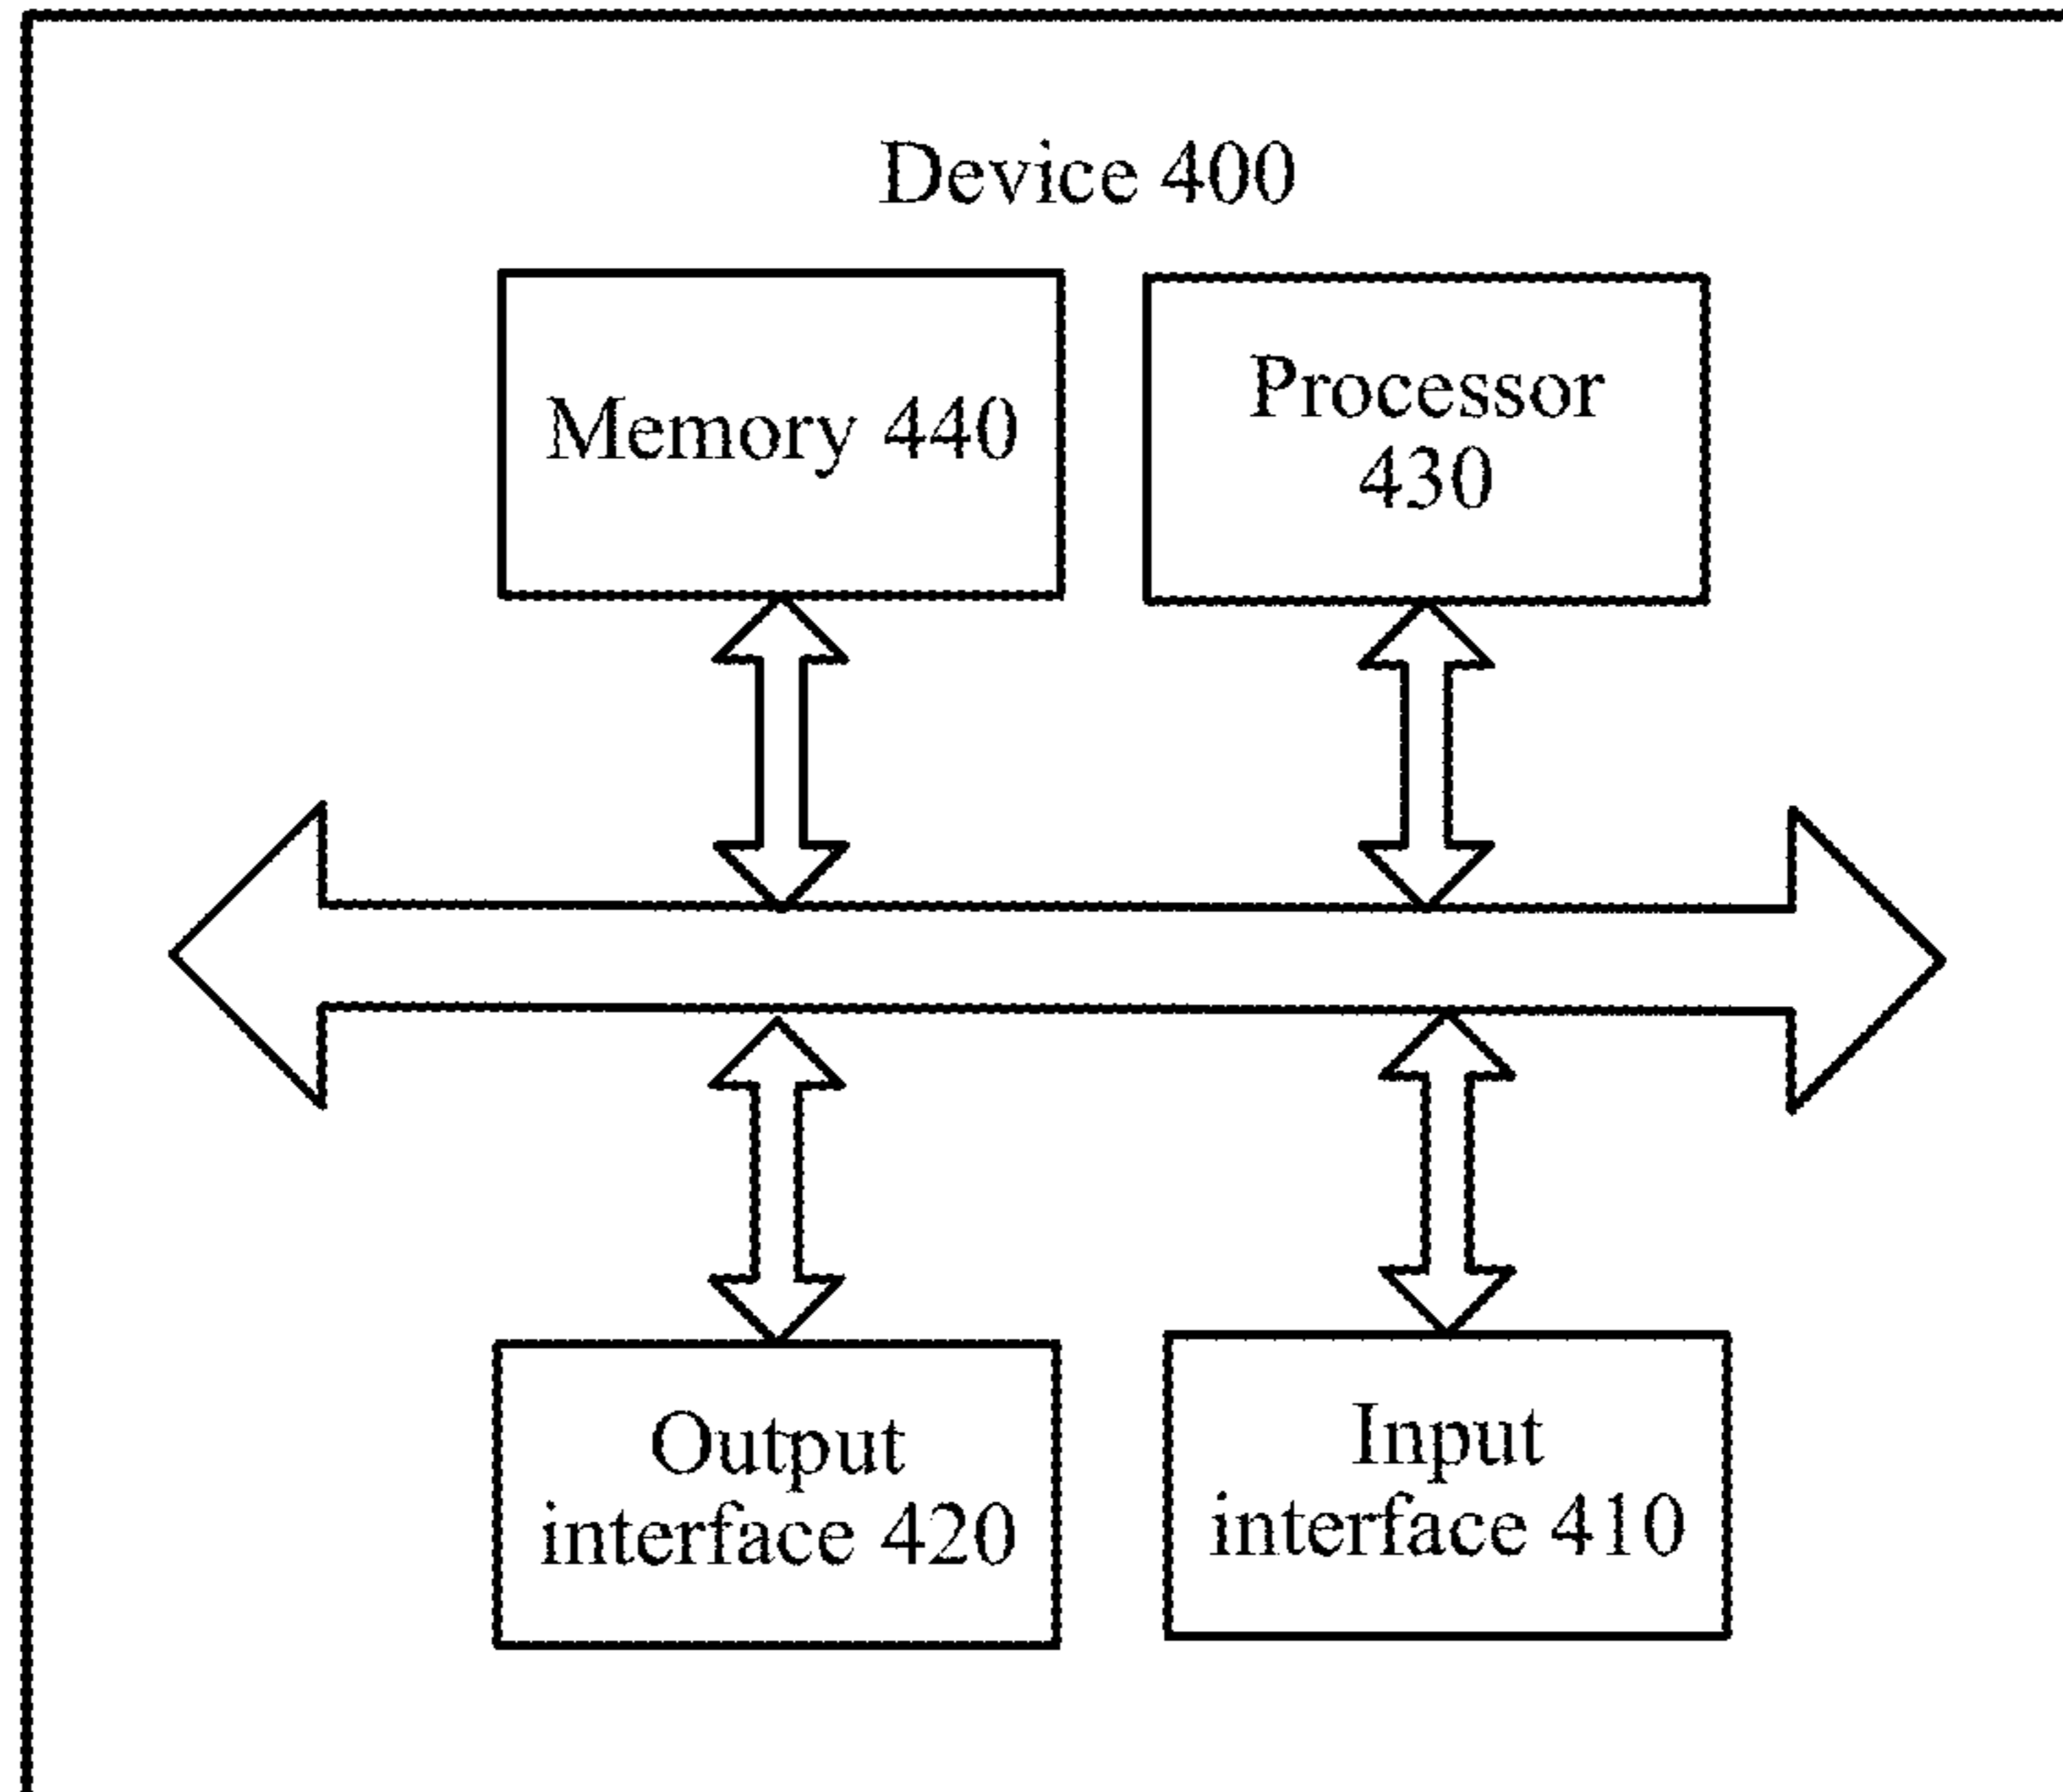 Device 400
Memory 440
Processor
430
Output
interface 420
Input
interface 410